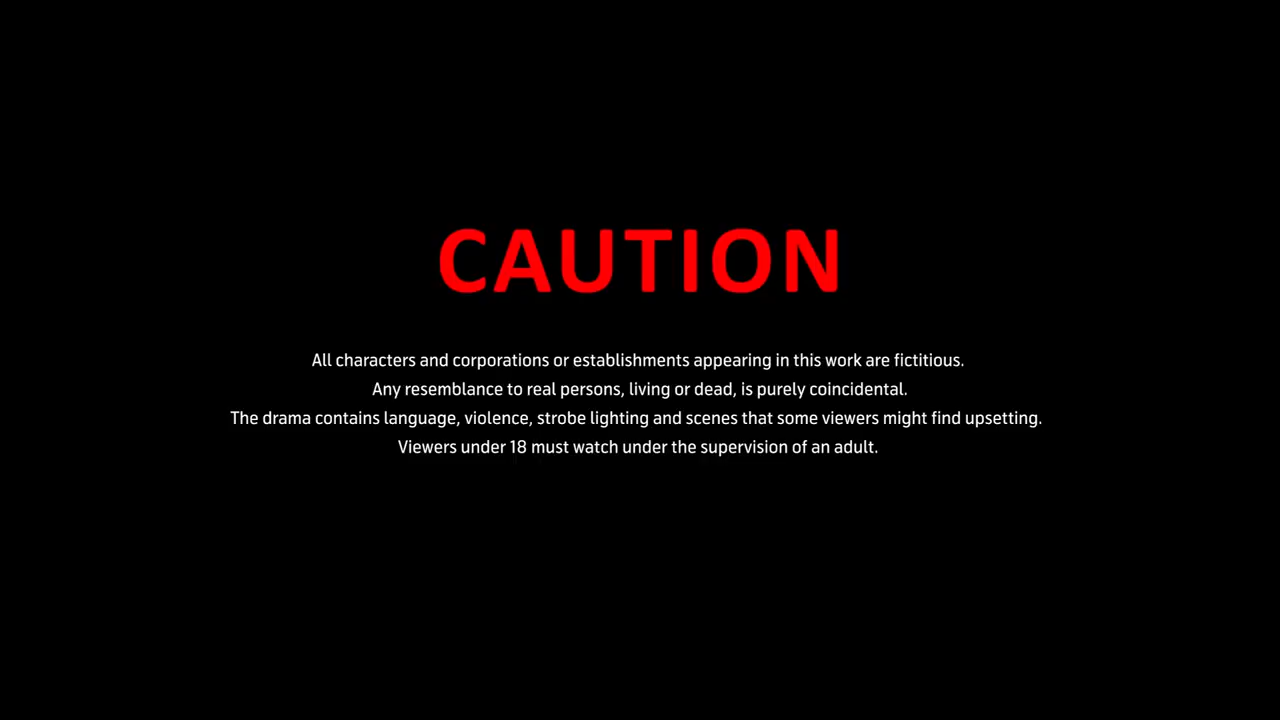 CAUTION
All characters and corporations or establishments appearing in this work are fictitious.
Any resemblance to real persons, living or dead, is purely coincidental.
The drama contains language, violence, strobe lighting and scenes that some viewers might find upsetting.
Viewers under 18 must watch under the supervision of an adult.